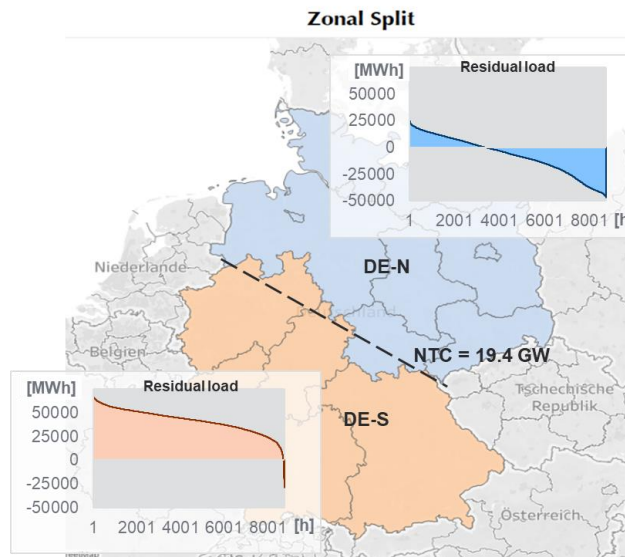 Zonal Split
[MWh]
Residual load
50000
25000
0
-25000
-50000
1 2001 4001 6001 8001 [h]
Niederlande
DE-N
Belgien
NTC = 19.4 GW
Tschechische
Republik
[MWh]
Residual load
50000
25000
0
-25000
-50000
1 2001 4001 6001 8001 [h]
DE-S
Österreich